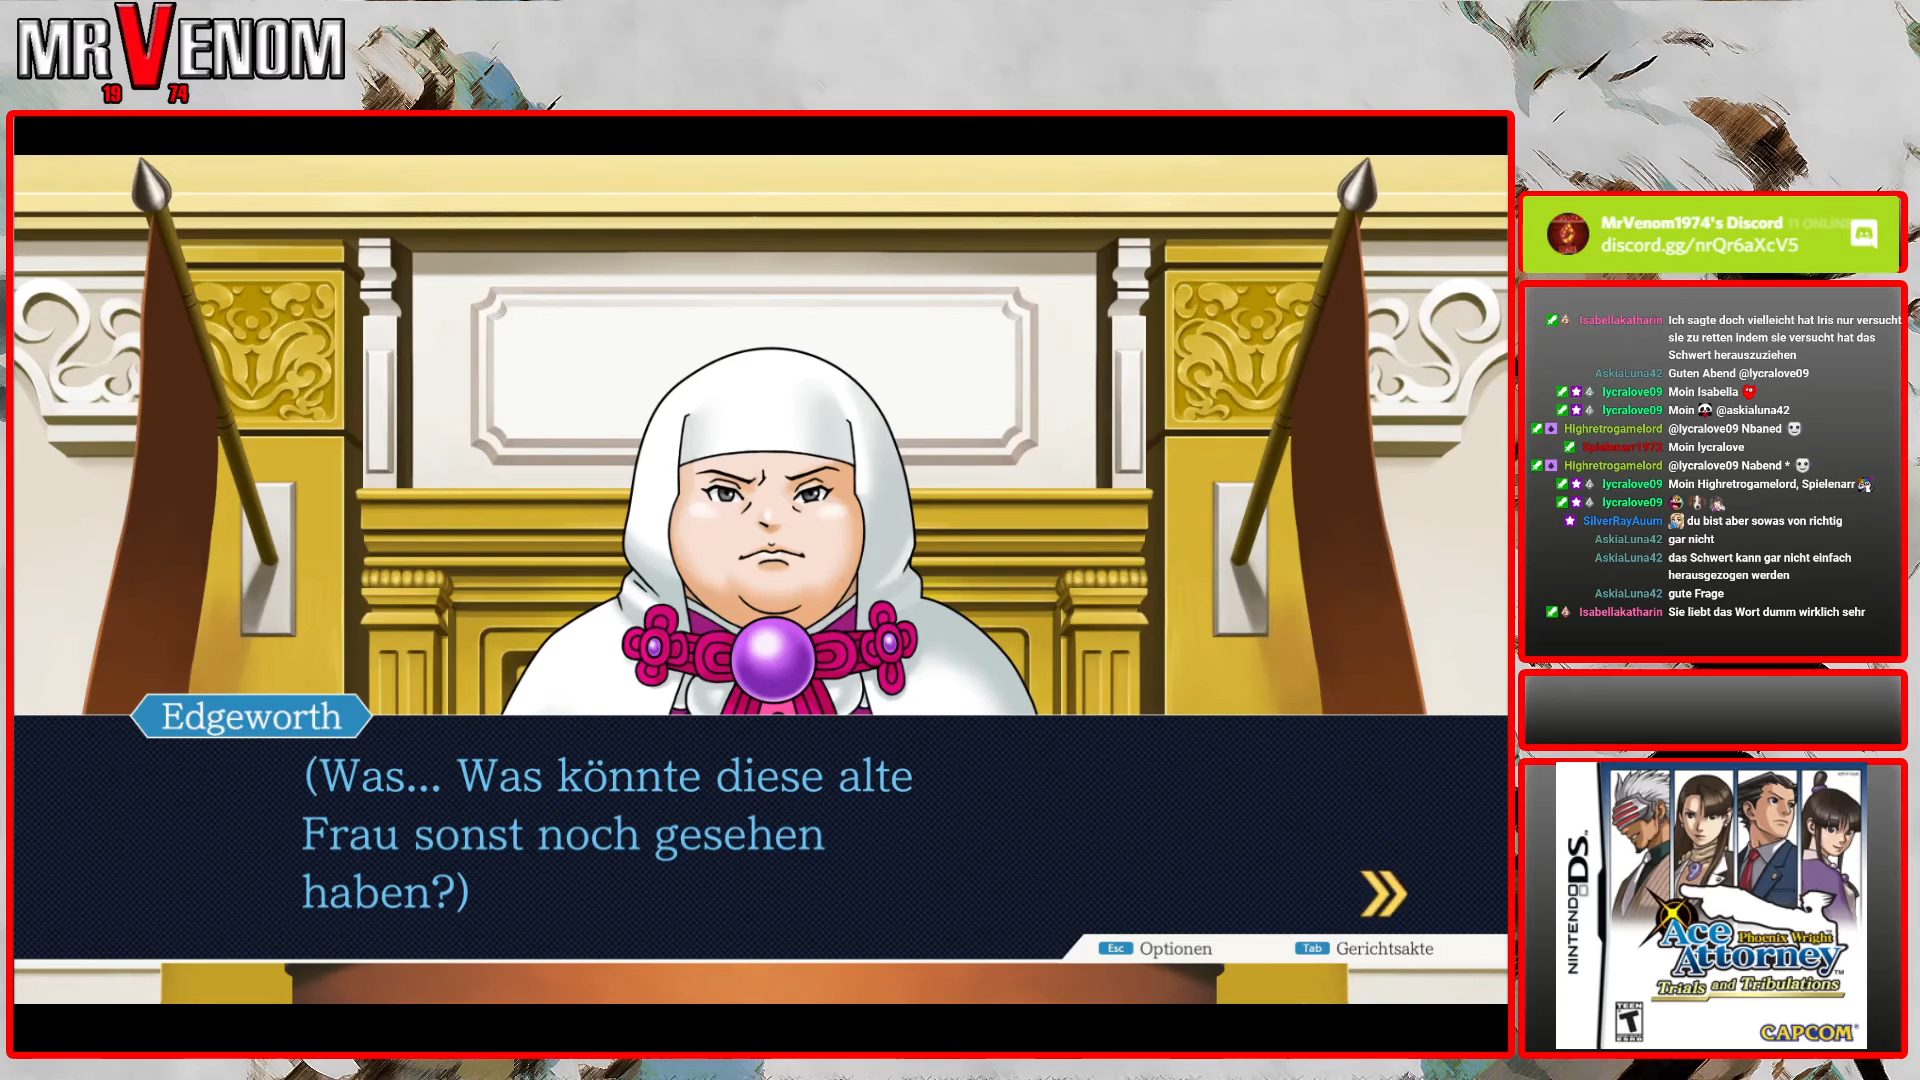 MRVENOM
19 74
MrVenom1974's Discord 11 ONLINE
discord.gg/nrQr6aXcV5
Isabellakatharin Ich sagte doch vielleicht hat Iris nur versucht
sie zu retten indem sie versucht hat das
Schwert herauszuziehen
AskiaLuna42 Guten Abend @lycralove09
lycralove09 Moin Isabella
lycralove09 Moin @askialuna42
Highretrogamelord @lycralove09 Nbaned
Spielenarr1972 Moin lycralove
Highretrogamelord @lycralove09 Nabend *
lycralove09 Moin Highretrogamelord, Spielenarr
lycralove09
SilverRayAuum du bist aber sowas von richtig
AskiaLuna42 gar nicht
AskiaLuna42 das Schwert kann gar nicht einfach
herausgezogen werden
AskiaLuna42 gute Frage
Isabellakatharin Sie liebt das Wort dumm wirklich sehr
Edgeworth
(Was... Was könnte diese alte
Frau sonst noch gesehen
haben?)
Esc Optionen
Tab Gerichtsakte
NINTENDO DS
Phoenix Wright
Ace
Attorney
Trials and Tribulations
TEEN
T
CAPCOM